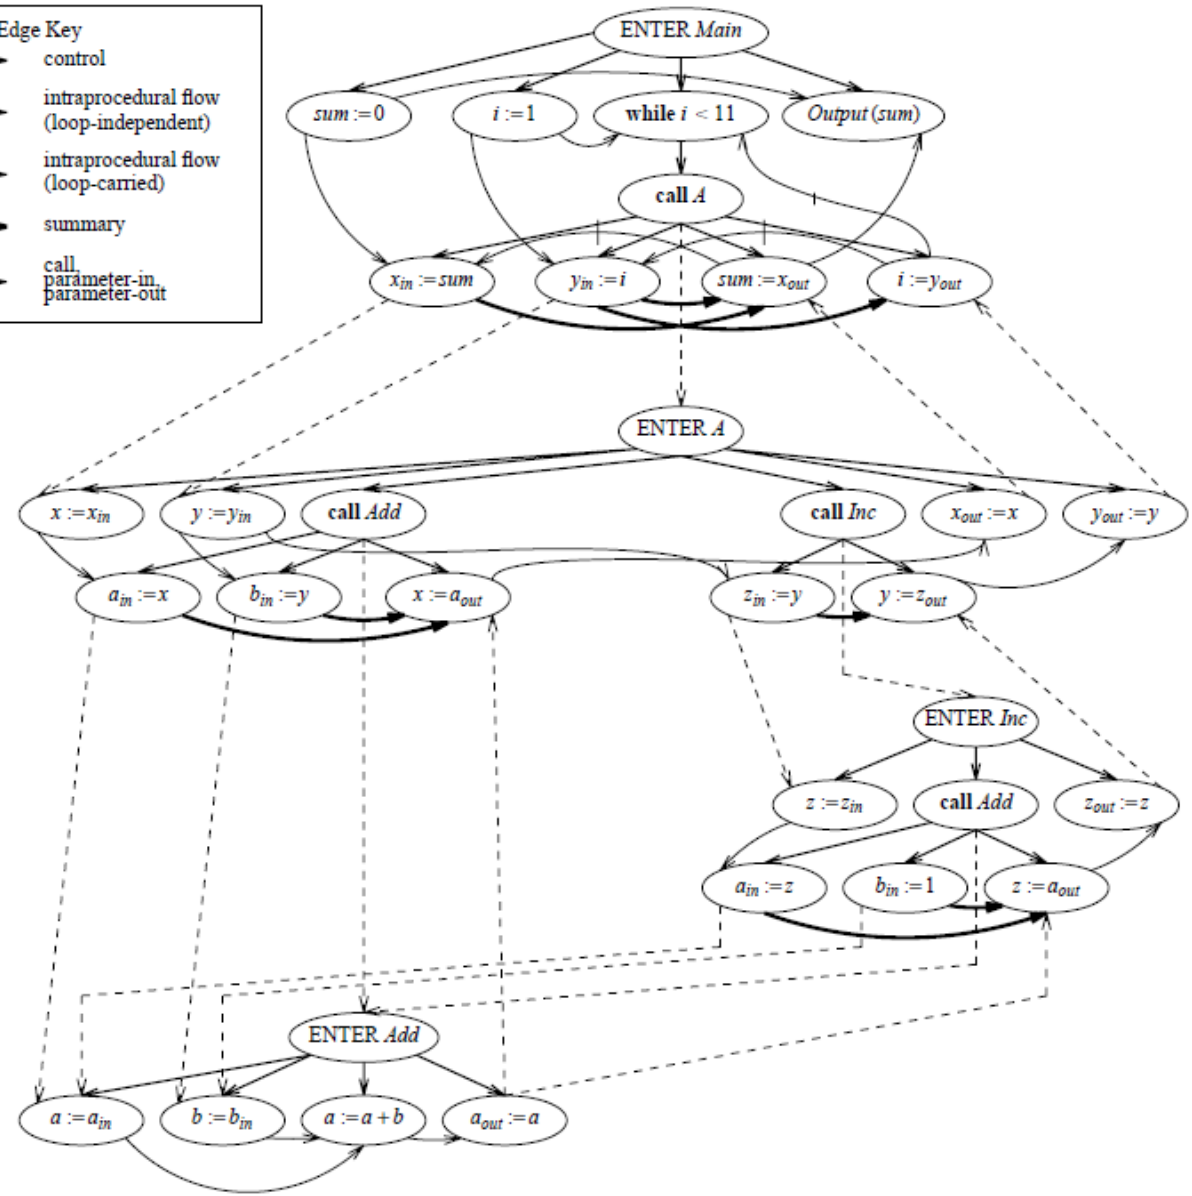 Edge Key
control
intraprocedural flow
(loop-independent)
intraprocedural flow
(loop-carried)
summary
call,
parameter-in,
parameter-out
ENTER Main
sum := 0
i := 1
while i < 11
Output (sum)
call A
x_in := sum
y_in := i
sum := x_out
i := y_out
ENTER A
x := x_in
y := y_in
call Add
call Inc
x_out := x
y_out := y
a_in := x
b_in := y
x := a_out
z_in := y
y := z_out
ENTER Inc
z := z_in
call Add
z_out := z
a_in := z
b_in := 1
z := a_out
ENTER Add
a := a_in
b := b_in
a := a + b
a_out := a